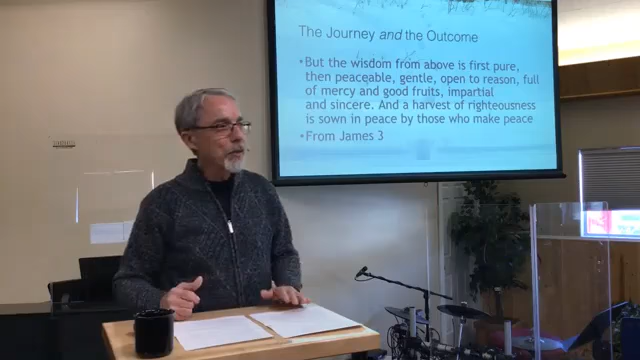 The Journey and the Outcome
•But the wisdom from above is first pure,
then peaceable, gentle, open to reason, full
of mercy and good fruits, impartial
and sincere. And a harvest of righteousness
is sown in peace by those who make peace
•From James 3